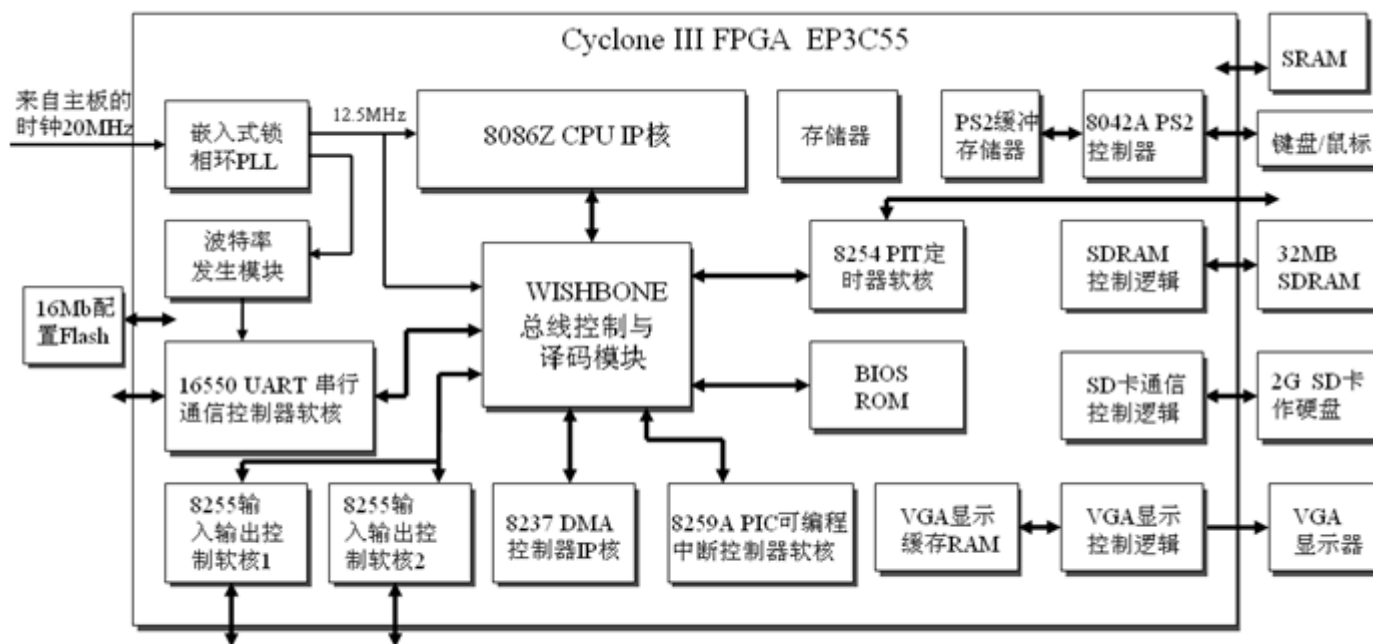 Cyclone III FPGA EP3C55
来自主板的
时钟20MHz
嵌入式锁
相环PLL
12.5MHz
8086Z CPU IP核
存储器
PS2缓冲
存储器
8042A PS2
控制器
SRAM
键盘/鼠标
波特率
发生模块
WISHBONE
总线控制与
译码模块
8254 PIT定
时器软核
SDRAM
控制逻辑
32MB
SDRAM
16Mb配
置Flash
16550 UART 串行
通信控制器软核
BIOS
ROM
SD卡通信
控制逻辑
2G SD卡
作硬盘
8255输
入输出控
制软核1
8255输
入输出控
制软核2
8237 DMA
控制器IP核
8259A PIC可编程
中断控制器软核
VGA显示
缓存RAM
VGA显示
控制逻辑
VGA
显示器